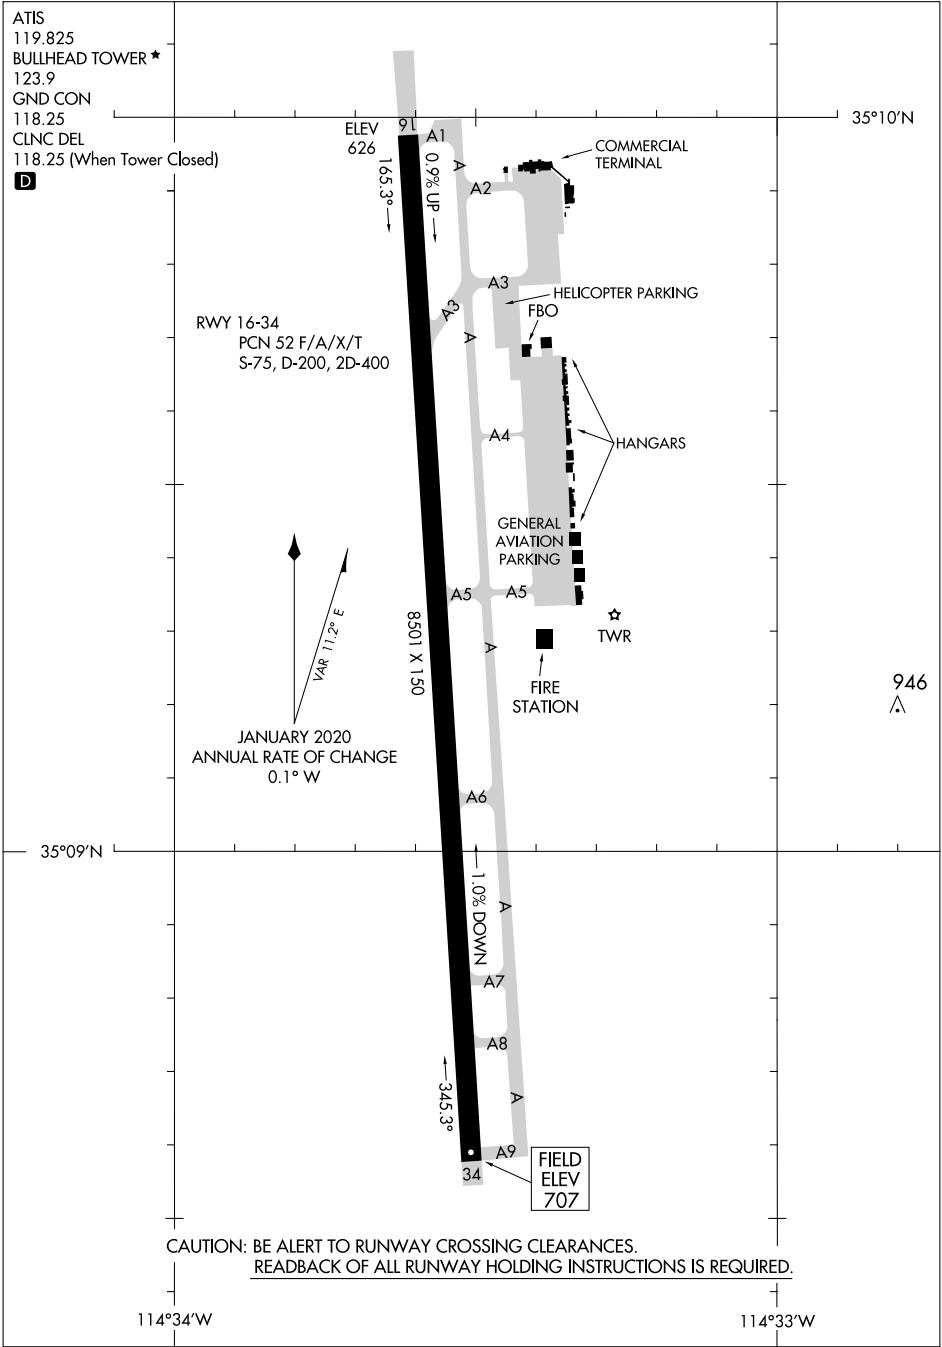 ATIS
119.825
BULLHEAD TOWER ★
123.9
GND CON
118.25
CLNC DEL
118.25 (When Tower Closed)
D
35°10'N
16
ELEV
626
A1
165.3°
0.9% UP
A
A2
COMMERCIAL
TERMINAL
A3
A3
HELICOPTER PARKING
FBO
RWY 16-34
PCN 52 F/A/X/T
S-75, D-200, 2D-400
A
A4
HANGARS
GENERAL
AVIATION
PARKING
A5
A5
VAR 11.2° E
8501 X 150
A
TWR
FIRE
STATION
946
JANUARY 2020
ANNUAL RATE OF CHANGE
0.1° W
A6
35°09'N
1.0% DOWN
A
A7
A8
345.3°
A
A9
34
FIELD
ELEV
707
CAUTION: BE ALERT TO RUNWAY CROSSING CLEARANCES.
READBACK OF ALL RUNWAY HOLDING INSTRUCTIONS IS REQUIRED.
114°34'W
114°33'W